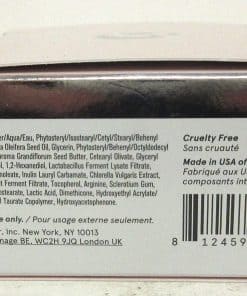 er/Aqua/Eau, Phytosteryl/Isostearyl/Cetyl/Stearyl/Behenyl
a Oleifera Seed Oil, Glycerin, Phytosteryl/Behenyl/Octyldodecyl
roma Grandiflorum Seed Butter, Cetearyl Olivate, Glyceryl
l, 1,2-Hexanediol, Lactobacillus Ferment Lysate Filtrate,
Inulin Lauryl Carbamate, Chlorella Vulgaris Extract,
t Ferment Filtrate, Tocopherol, Arginine, Sclerotium Gum,
earate, Lactic Acid, Dimethicone, Hydroxyethyl Acrylate/
l Taurate Copolymer, Hydroxyacetophenone
e only. / Pour usage externe seulement.
r, Inc. New York, NY 10013
nage BE, WC2H 9JQ London UK
Cruelty Free
Sans cruauté
Made in USA of
Fabriqué aux US
composants int
8 12459